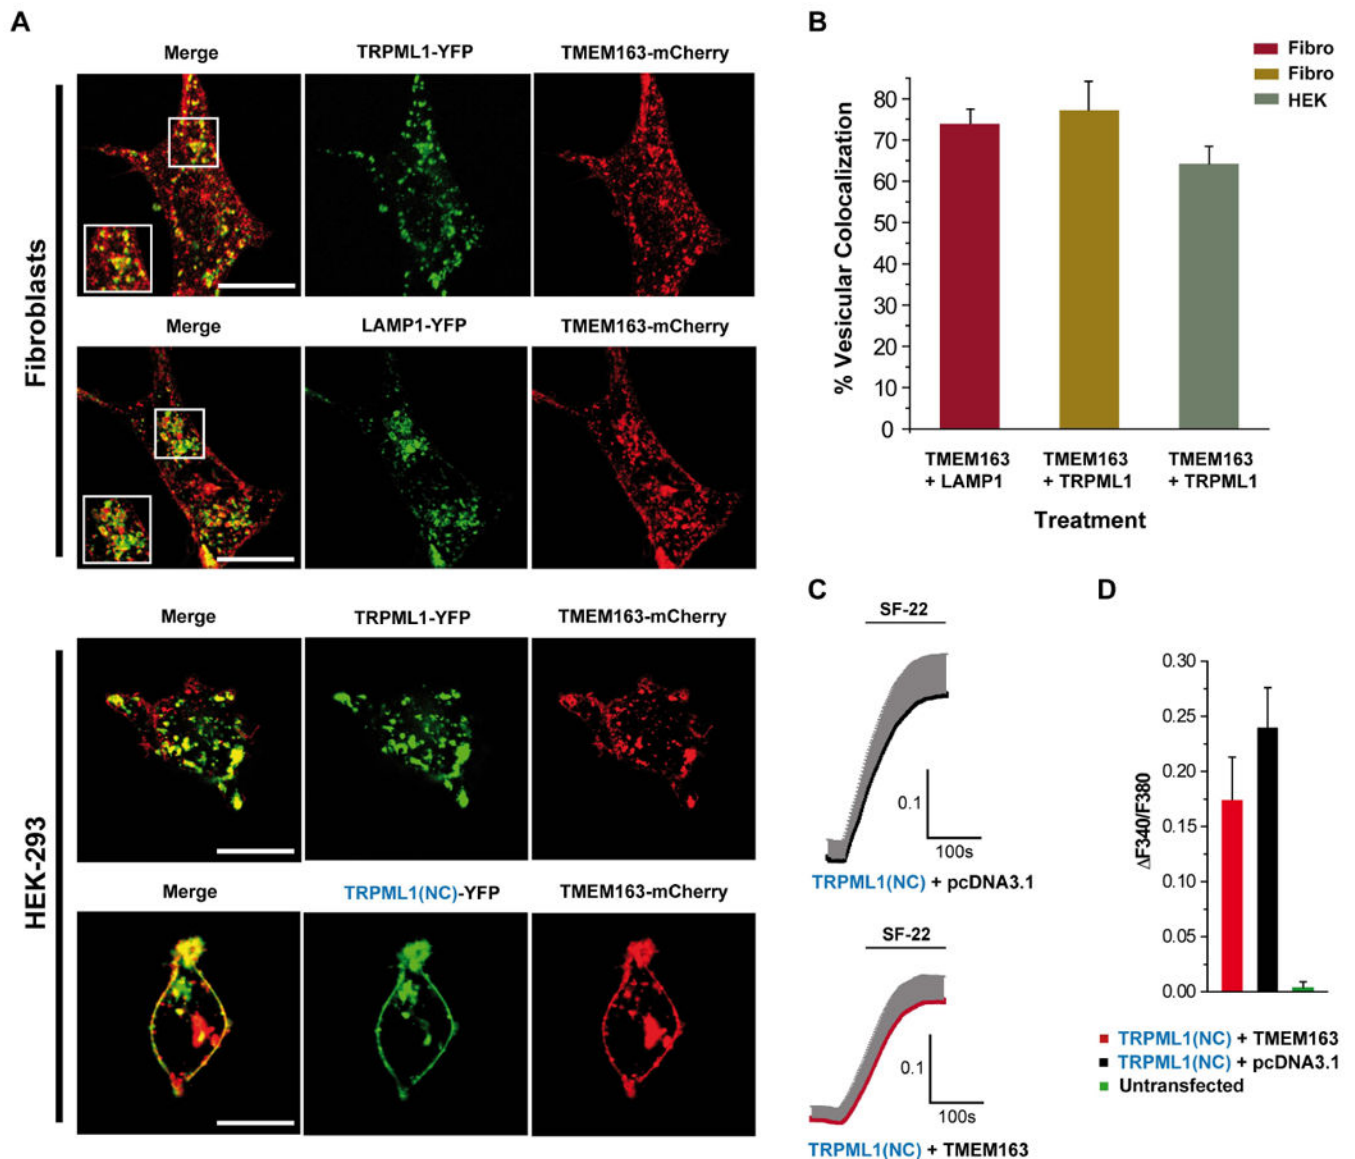 A
Merge
TRPML1-YFP
TMEM163-mCherry
Fibroblasts
Merge
LAMP1-YFP
TMEM163-mCherry
Merge
TRPML1-YFP
TMEM163-mCherry
HEK-293
Merge
TRPML1(NC)-YFP
TMEM163-mCherry
B
Fibro
Fibro
HEK
% Vesicular Colocalization
80
70
60
50
40
30
20
10
0
TMEM163 + LAMP1
TMEM163 + TRPML1
TMEM163 + TRPML1
Treatment
C
SF-22
0.1
100s
TRPML1(NC) + pcDNA3.1
SF-22
0.1
100s
TRPML1(NC) + TMEM163
D
ΔF340/F380
0.30
0.25
0.20
0.15
0.10
0.05
0.00
TRPML1(NC) + TMEM163
TRPML1(NC) + pcDNA3.1
Untransfected